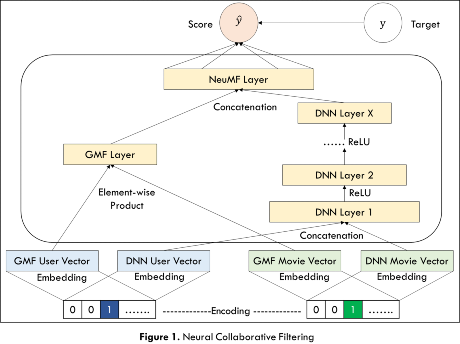 Score ŷ y Target
NeuMF Layer
Concatenation
DNN Layer X
...... ReLU
GMF Layer
DNN Layer 2
Element-wise
Product
ReLU
DNN Layer 1
Concatenation
GMF User Vector DNN User Vector GMF Movie Vector DNN Movie Vector
Embedding Embedding Embedding Embedding
0 0 1 ....... -------------Encoding ------------- 0 0 1 .......
Figure 1. Neural Collaborative Filtering